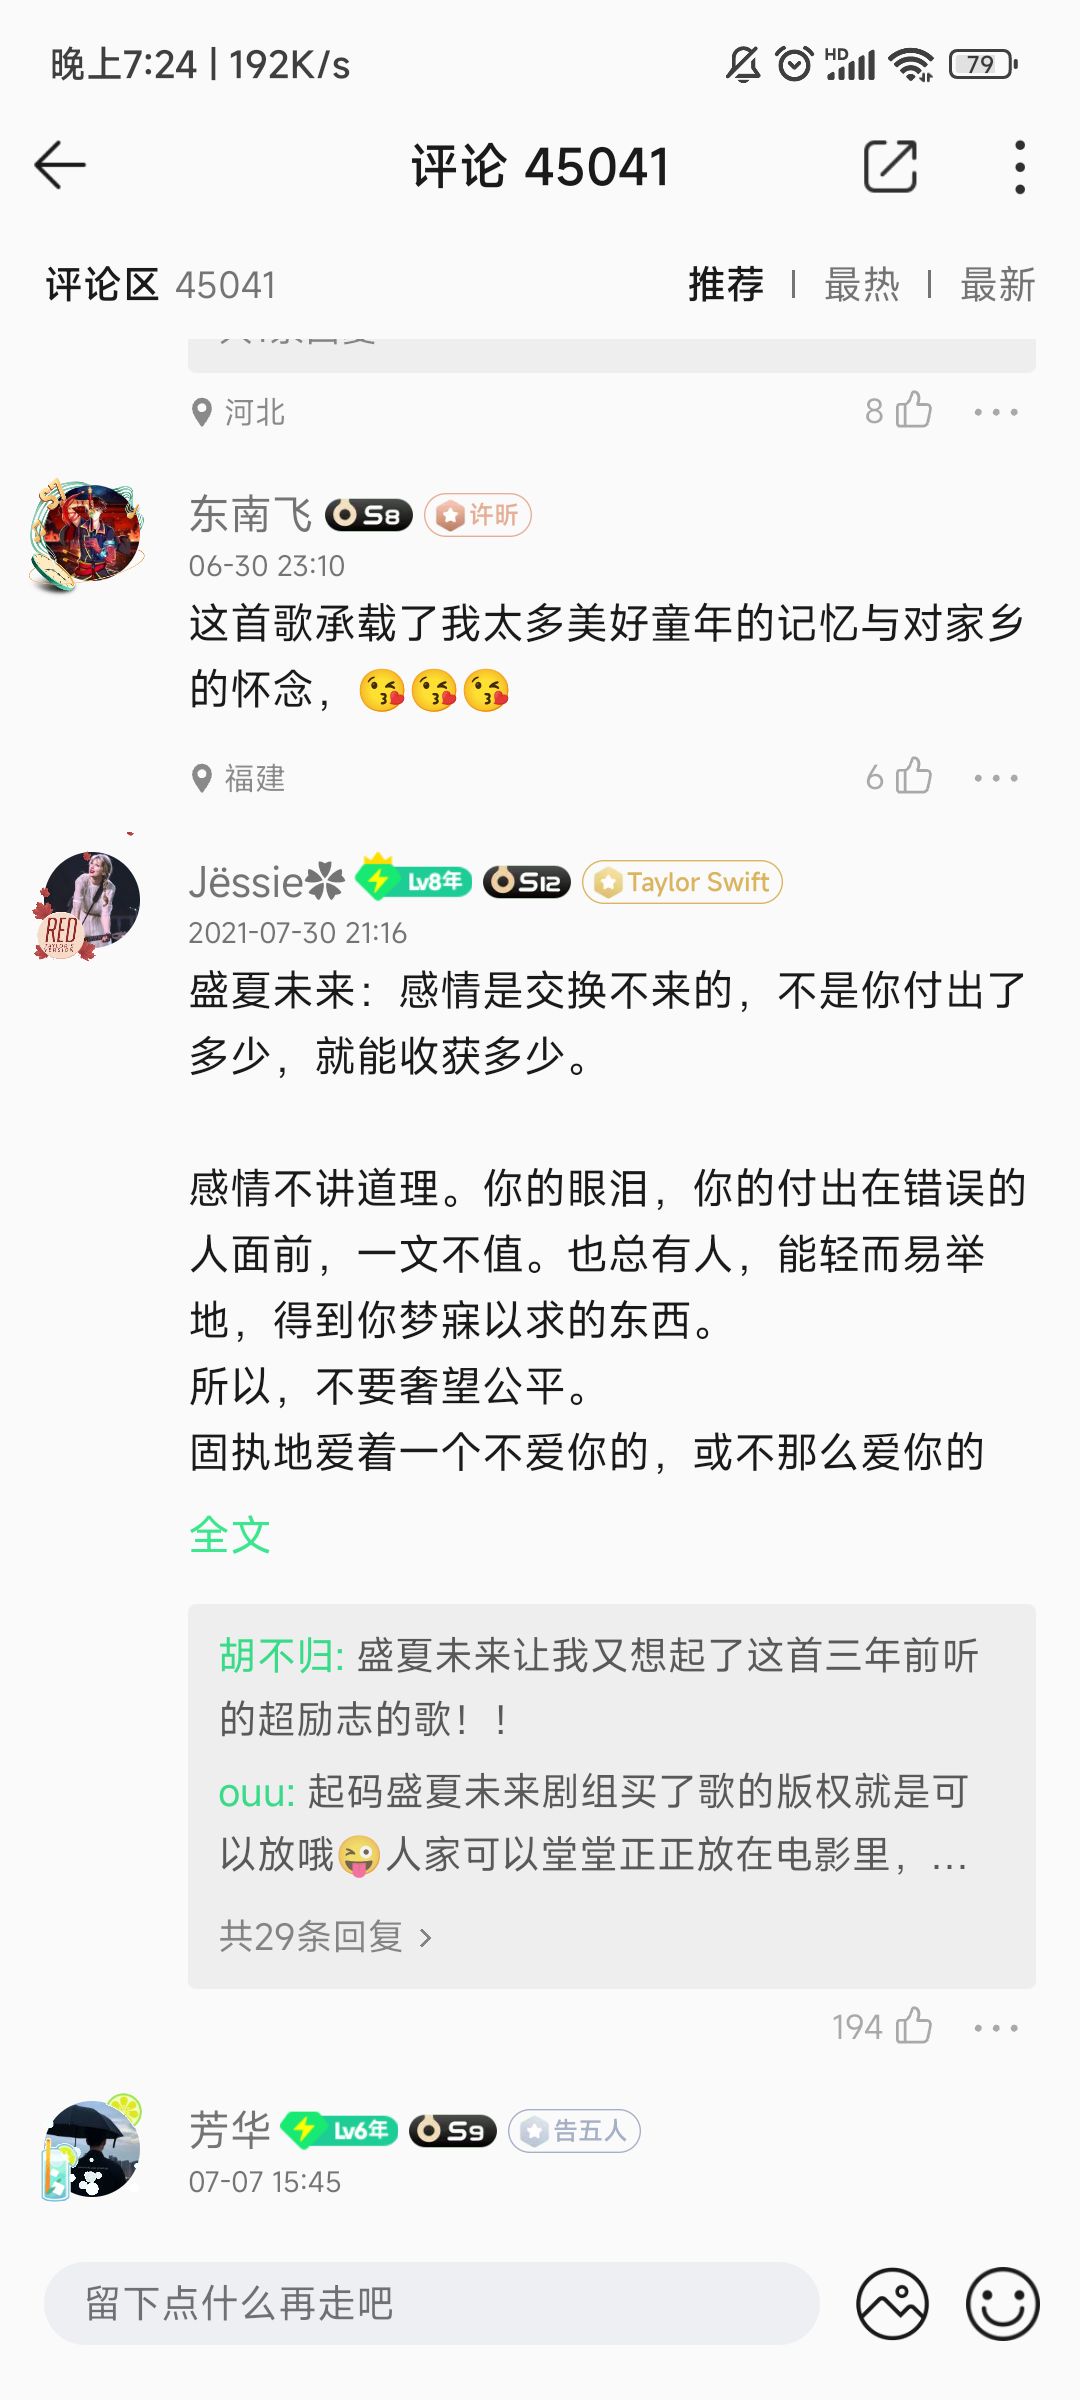 晚上7:24 | 192K/s
HD
79
评论 45041
评论区 45041
推荐 | 最热 | 最新
共1条回复
河北
8
东南飞 S8 许昕
06-30 23:10
这首歌承载了我太多美好童年的记忆与对家乡
的怀念，😘😘😘
福建
6
Jëssie Lv8年 S12 Taylor Swift
RED
2021-07-30 21:16
盛夏未来：感情是交换不来的，不是你付出了
多少，就能收获多少。
感情不讲道理。你的眼泪，你的付出在错误的
人面前，一文不值。也总有人，能轻而易举
地，得到你梦寐以求的东西。
所以，不要奢望公平。
固执地爱着一个不爱你的，或不那么爱你的
全文
胡不归: 盛夏未来让我又想起了这首三年前听
的超励志的歌！！
ouu: 起码盛夏未来剧组买了歌的版权就是可
以放哦😜人家可以堂堂正正放在电影里，...
共29条回复 >
194
芳华 Lv6年 S9 告五人
07-07 15:45
留下点什么再走吧